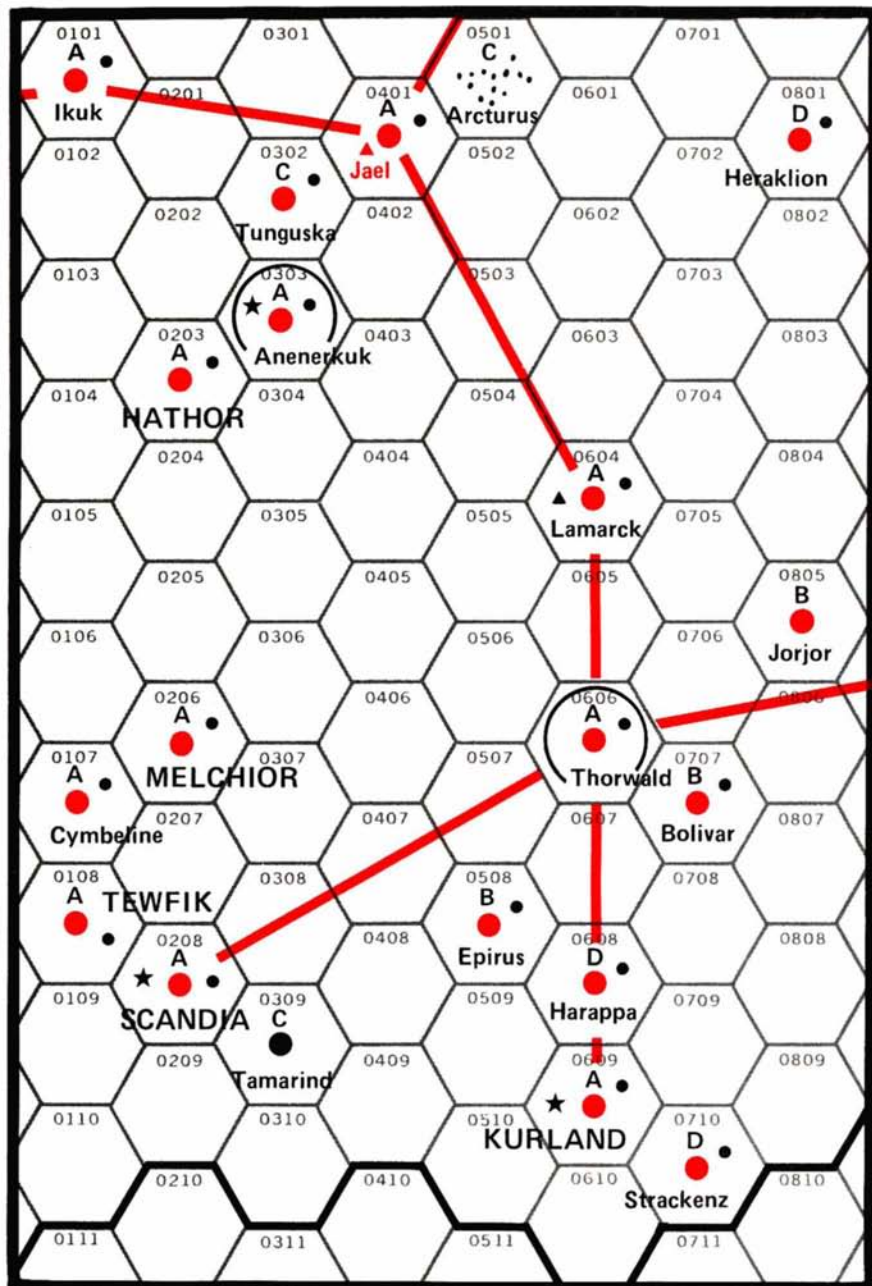 0101 0301 0501 0701
A C
0201 0401 0601 0801
Ikuk A Arcturus D
0102 0302 0502 0702
C Jael Heraklion
0202 0402 0602 0802
Tunguska
0103 0303 0503 0703
A
0203 0403 0603 0803
A Anenerkuk
0104 0304 0504 0704
HATHOR
0204 0404 0604 0804
A
0105 0305 0505 0705
Lamarck
0205 0405 0605 0805
B
0106 0306 0506 0706
Jorjor
0206 0406 0606 0806
A A
0107 0307 0507 0707
A MELCHIOR Thorwald B
Cymbeline 0207 0407 0607 Bolivar 0807
0108 0308 0508 0708
A TEWFIK B
0208 0408 0608 0808
A Epirus D
0109 0309 0509 0709
SCANDIA C Harappa
0209 0409 0609 0809
Tamarind A
0110 0310 0510 0710
KURLAND D
0210 0410 0610 0810
Strackenz
0111 0311 0511 0711